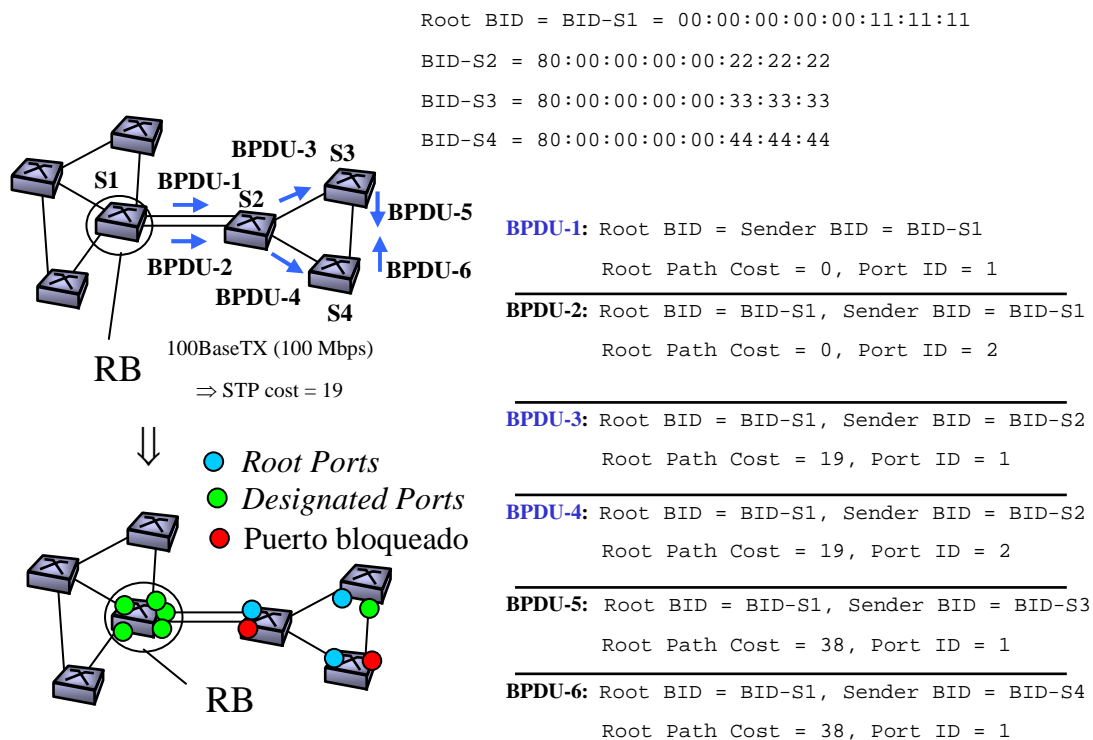 Root BID = BID-S1 = 00:00:00:00:00:11:11:11
BID-S2 = 80:00:00:00:00:22:22:22
BID-S3 = 80:00:00:00:00:33:33:33
BID-S4 = 80:00:00:00:00:44:44:44
BPDU-3 S3
S1 BPDU-1 S2
BPDU-5
BPDU-2
BPDU-6
BPDU-4
S4
RB
100BaseTX (100 Mbps)
⇒ STP cost = 19
⇓
Root Ports
Designated Ports
Puerto bloqueado
RB
BPDU-1: Root BID = Sender BID = BID-S1
Root Path Cost = 0, Port ID = 1
BPDU-2: Root BID = BID-S1, Sender BID = BID-S1
Root Path Cost = 0, Port ID = 2
BPDU-3: Root BID = BID-S1, Sender BID = BID-S2
Root Path Cost = 19, Port ID = 1
BPDU-4: Root BID = BID-S1, Sender BID = BID-S2
Root Path Cost = 19, Port ID = 2
BPDU-5: Root BID = BID-S1, Sender BID = BID-S3
Root Path Cost = 38, Port ID = 1
BPDU-6: Root BID = BID-S1, Sender BID = BID-S4
Root Path Cost = 38, Port ID = 1